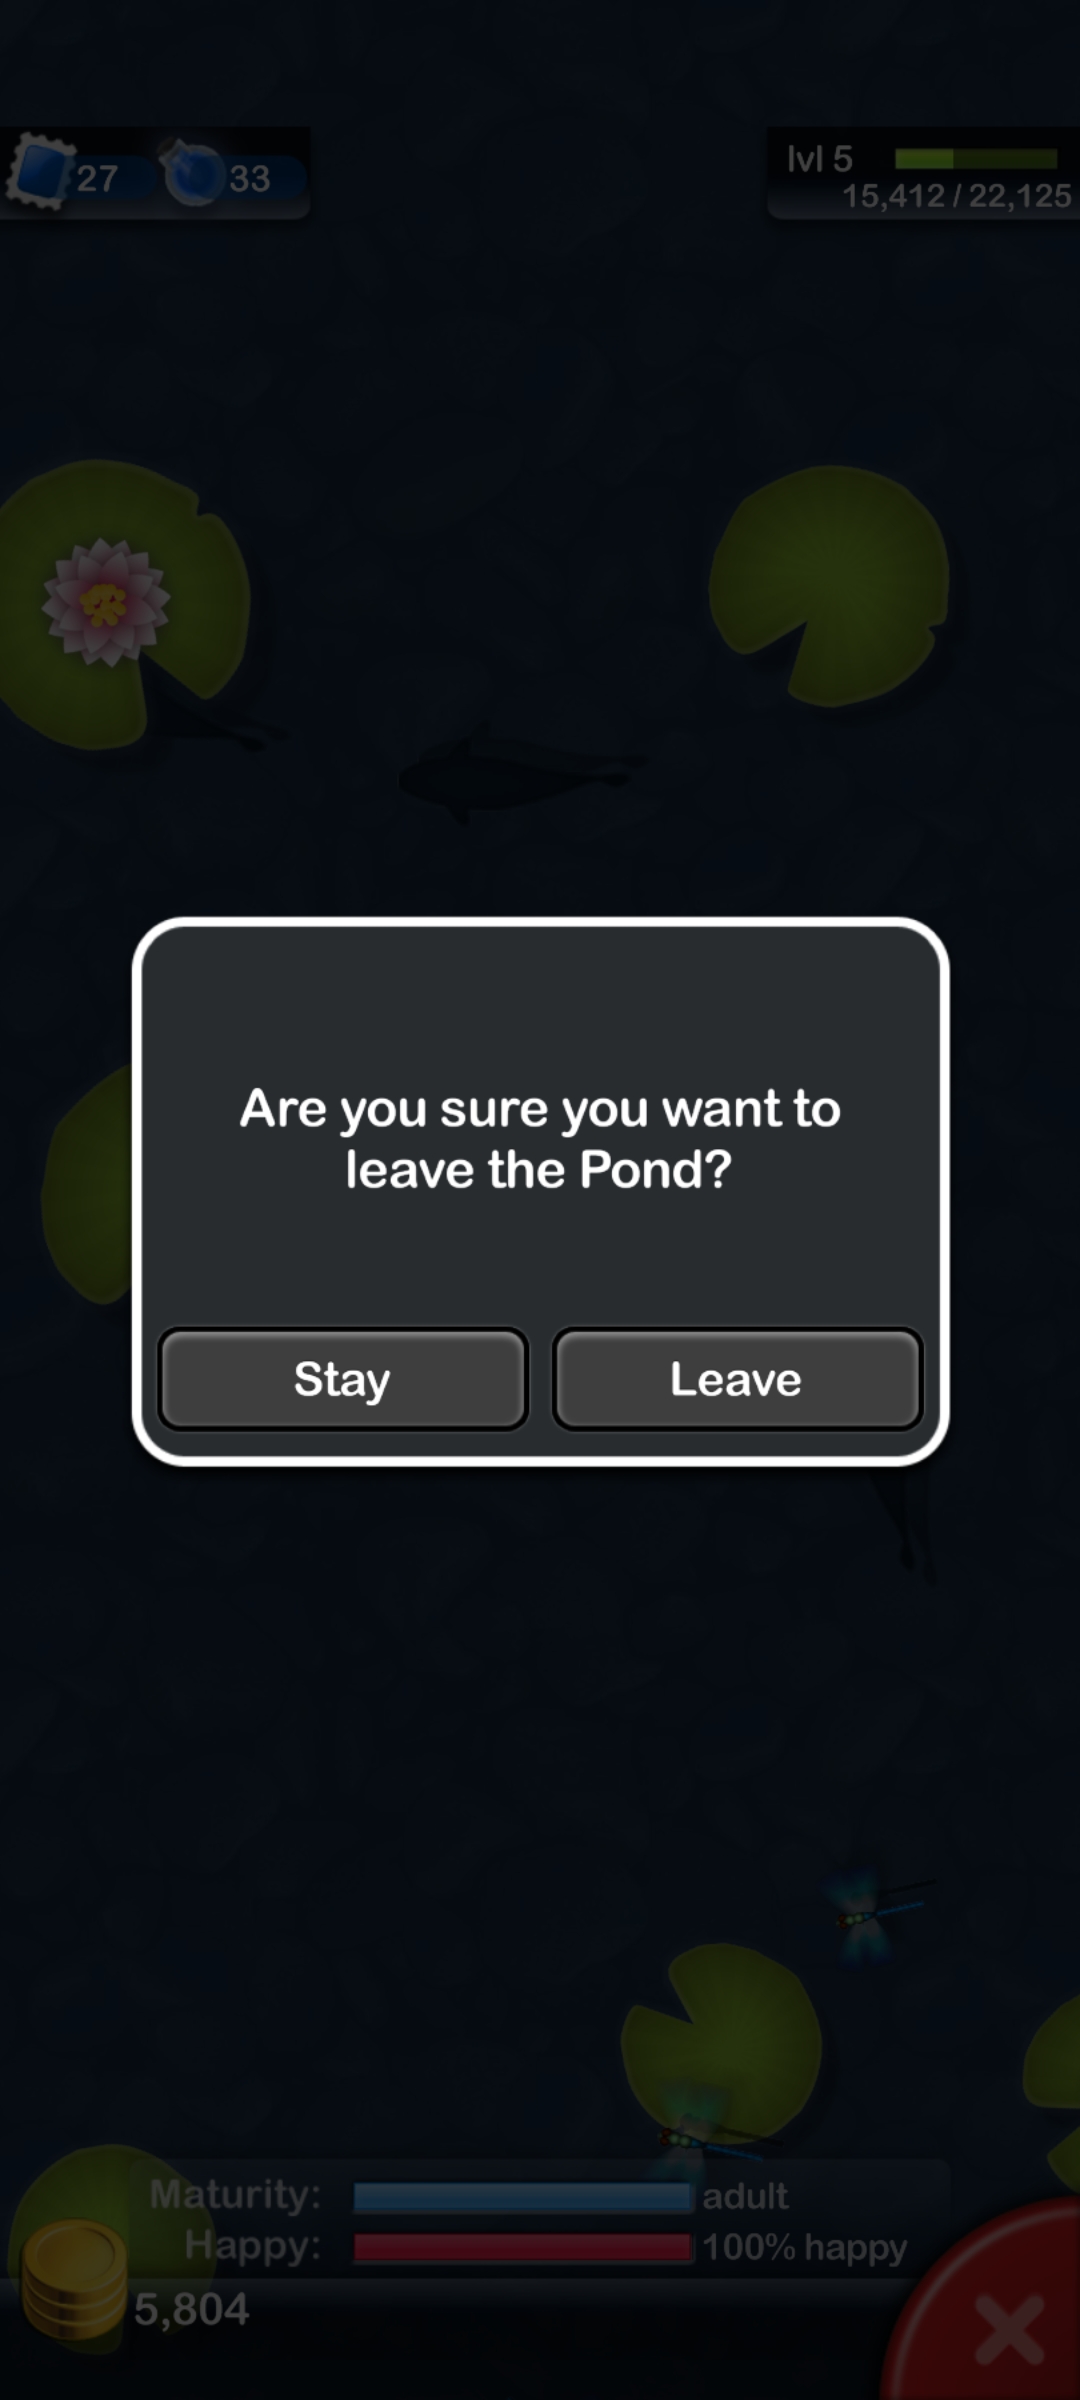 27
33
lvl 5
15,412 / 22,125
Are you sure you want to
leave the Pond?
Stay
Leave
Maturity:
adult
Happy:
100% happy
5,804